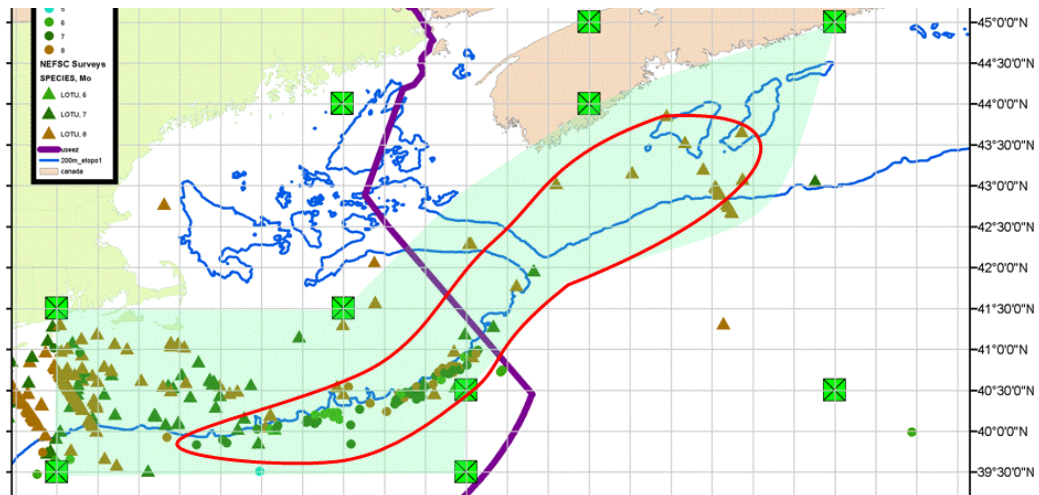 5
6
7
8
NEFSC Surveys
SPECIES, Mo
LOTU, 6
LOTU, 7
LOTU, 8
useez
200m_etopo1
canada
45°0'0"N
44°30'0"N
44°0'0"N
43°30'0"N
43°0'0"N
42°30'0"N
42°0'0"N
41°30'0"N
41°0'0"N
40°30'0"N
40°0'0"N
39°30'0"N